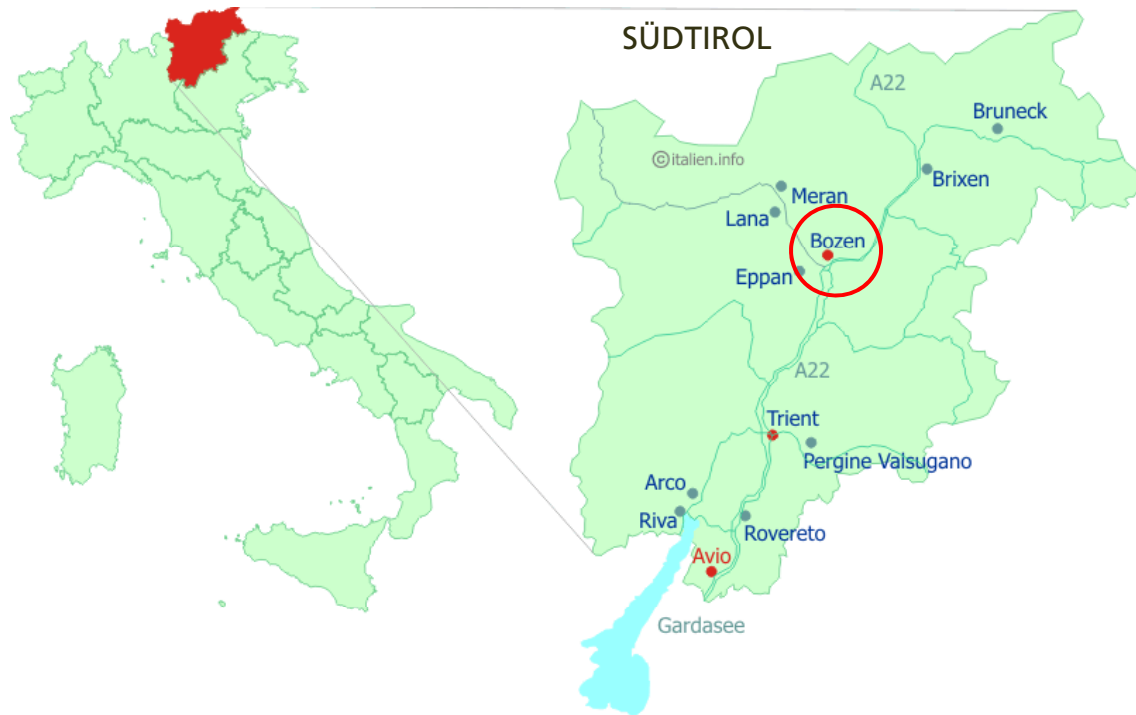 SÜDTIROL
A22
Bruneck
©italien.info
Brixen
Meran
Lana
Bozen
Eppan
A22
Trient
Pergine Valsugano
Arco
Riva
Rovereto
Avio
Gardasee